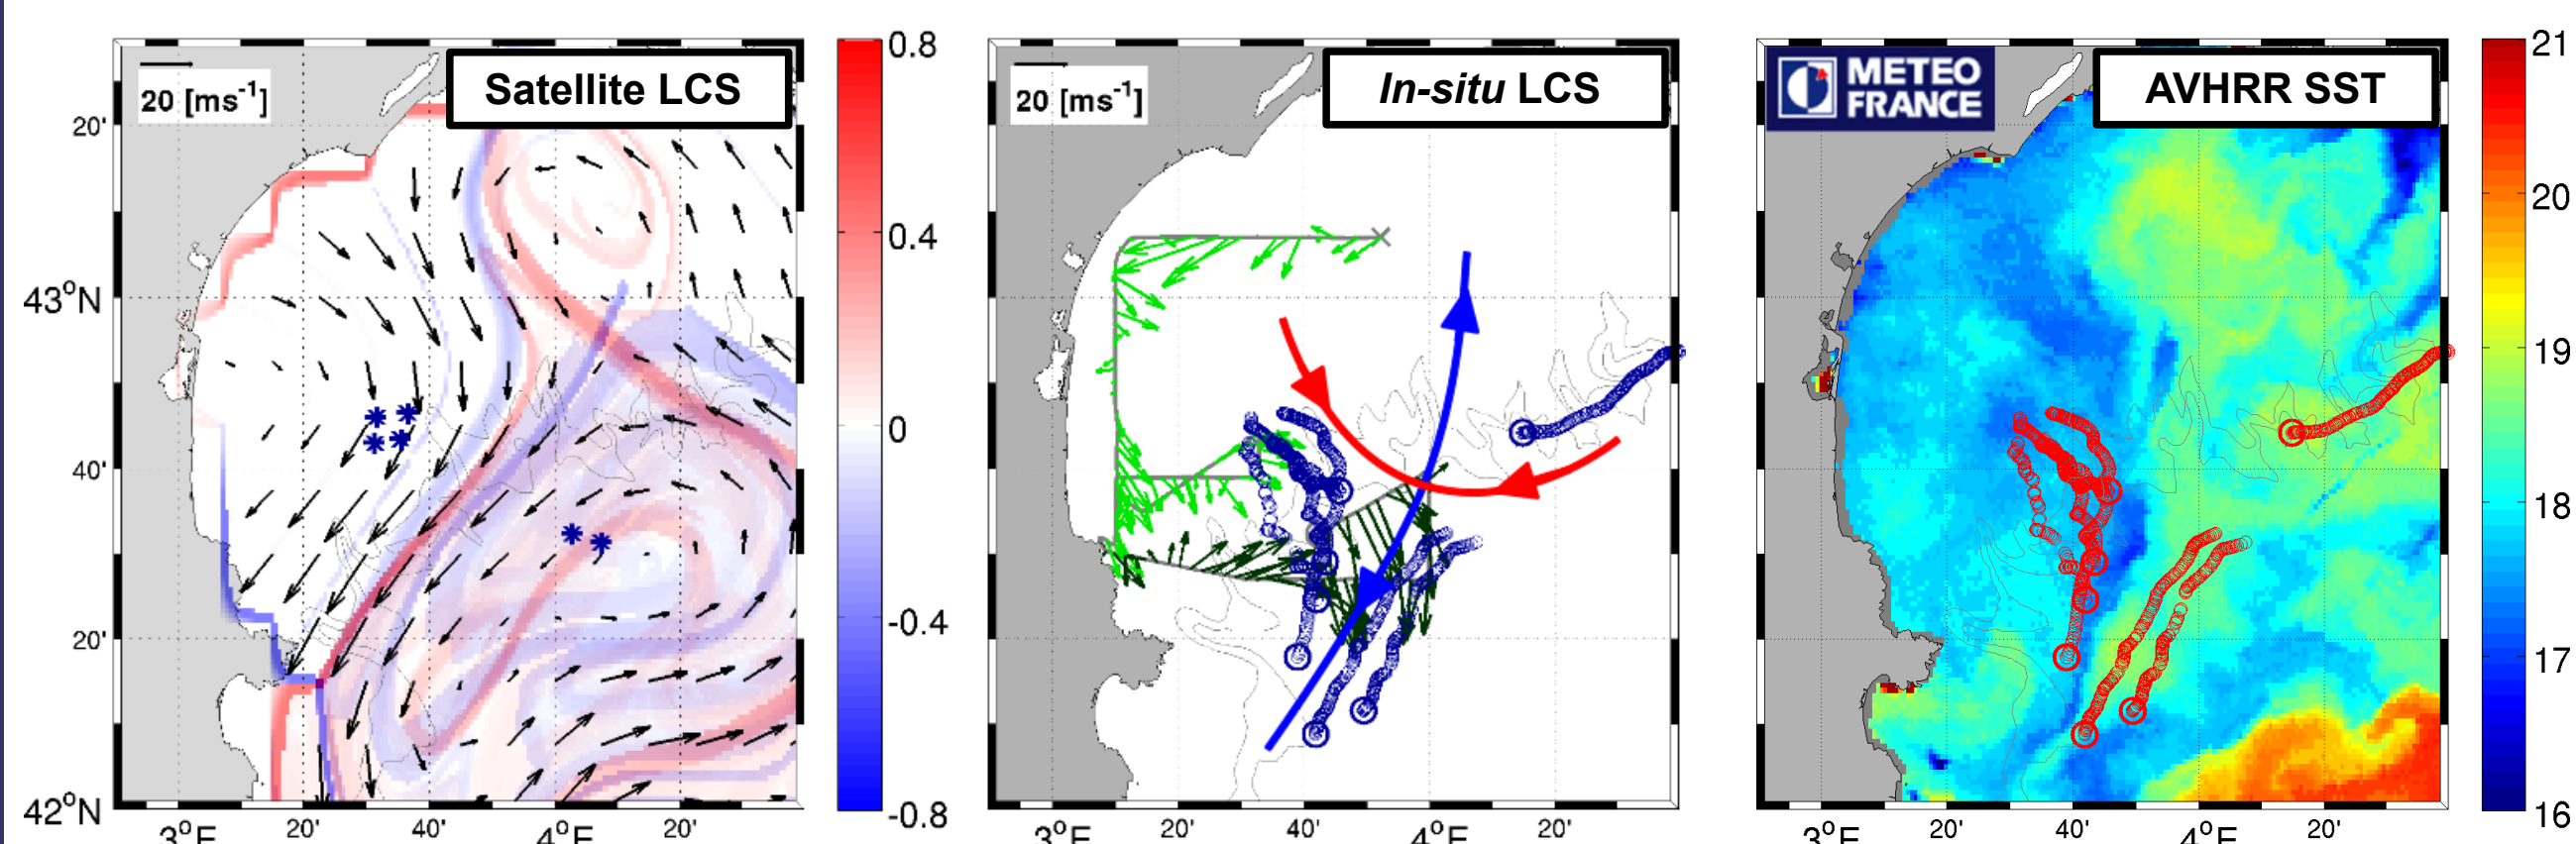 Satellite LCS
20 [ms-1]
20'
43°N
40'
20'
42°N
3°E
20'
40'
4°E
20'
0.8
0.4
0
-0.4
-0.8
In-situ LCS
20 [ms-1]
3°E
20'
40'
4°E
20'
METEO
FRANCE
AVHRR SST
3°E
20'
40'
4°E
20'
21
20
19
18
17
16